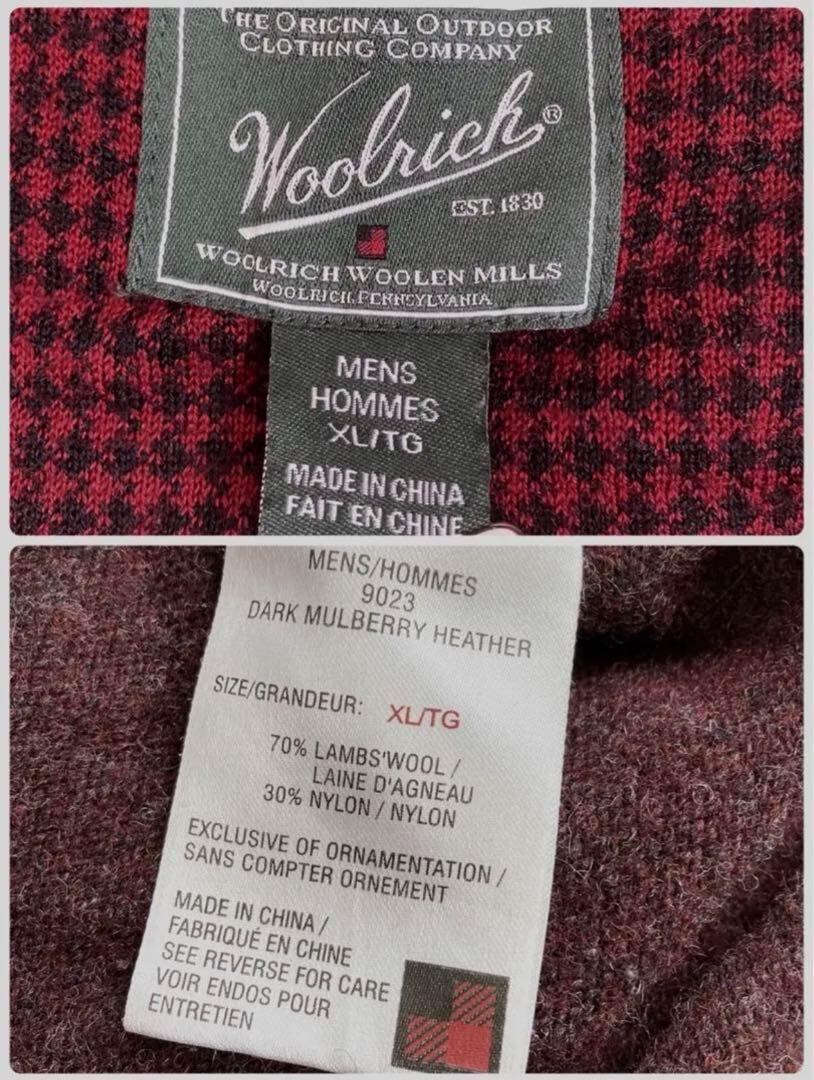 THE ORIGINAL OUTDOOR
CLOTHING COMPANY
Woolrich®
EST. 1830
WOOLRICH WOOLEN MILLS
WOOLRICH, PENNSYLVANIA
MENS
HOMMES
XL/TG
MADE IN CHINA
FAIT EN CHINE
MENS/HOMMES
9023
DARK MULBERRY HEATHER
SIZE/GRANDEUR: XL/TG
70% LAMBS'WOOL /
LAINE D'AGNEAU
30% NYLON / NYLON
EXCLUSIVE OF ORNAMENTATION /
SANS COMPTER ORNEMENT
MADE IN CHINA /
FABRIQUÉ EN CHINE
SEE REVERSE FOR CARE
VOIR ENDOS POUR
ENTRETIEN